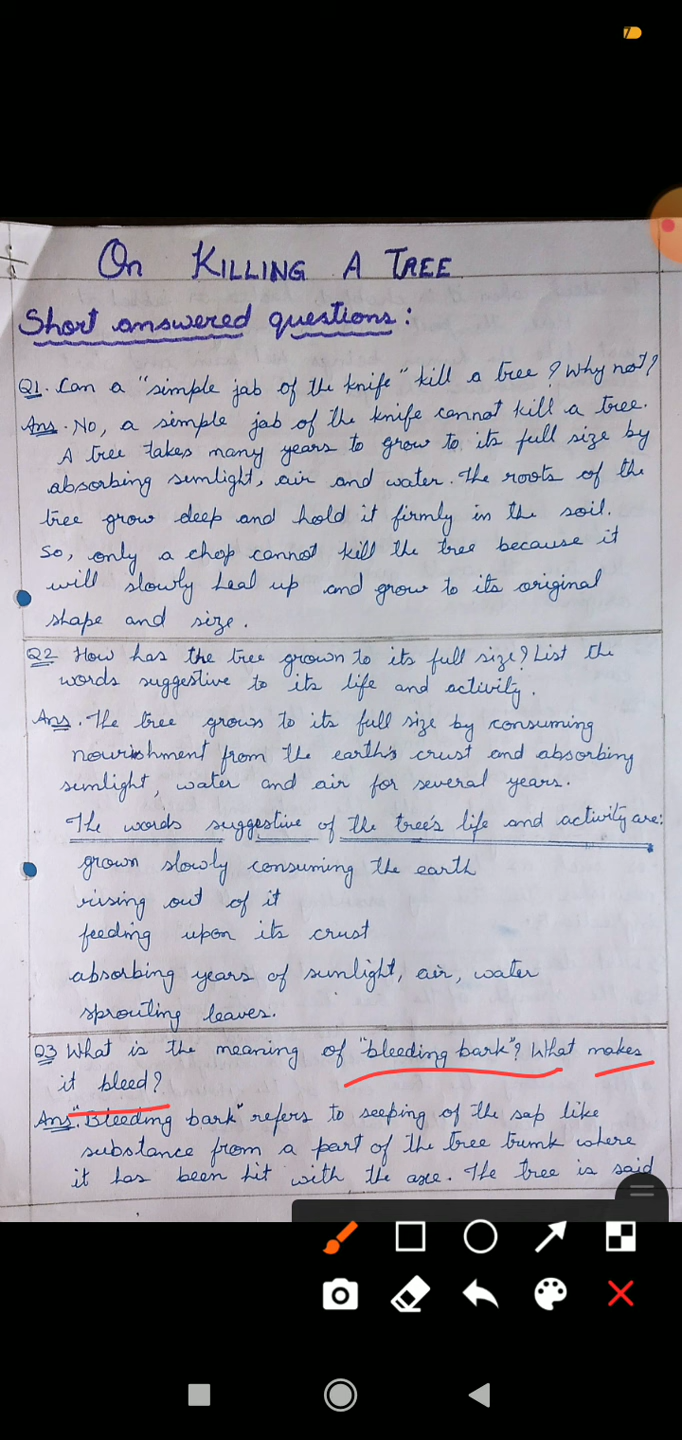 On KILLING A TREE
Short answered questions:
Q1. Can a "simple jab of the knife" kill a tree? Why not?
Ans. No, a simple jab of the knife cannot kill a tree.
A tree takes many years to grow to its full size by
absorbing sunlight, air and water. The roots of the
tree grow deep and hold it firmly in the soil.
So, only a chop cannot kill the tree because it
will slowly heal up and grow to its original
shape and size.
Q2 How has the tree grown to its full size? List the
words suggestive to its life and activity.
Ans. The tree grows to its full size by consuming
nourishment from the earth's crust and absorbing
sunlight, water and air for several years.
The words suggestive of the tree's life and activity are:
grown slowly consuming the earth
rissing out of it
feeding upon its crust
absorbing years of sunlight, air, water
sprouting leaves.
Q3 What is the meaning of "bleeding bark"? What makes
it bleed?
Ans. "Bleeding bark" refers to seeping of the sap like
substance from a part of the tree trunk where
it has been hit with the axe. The tree is said